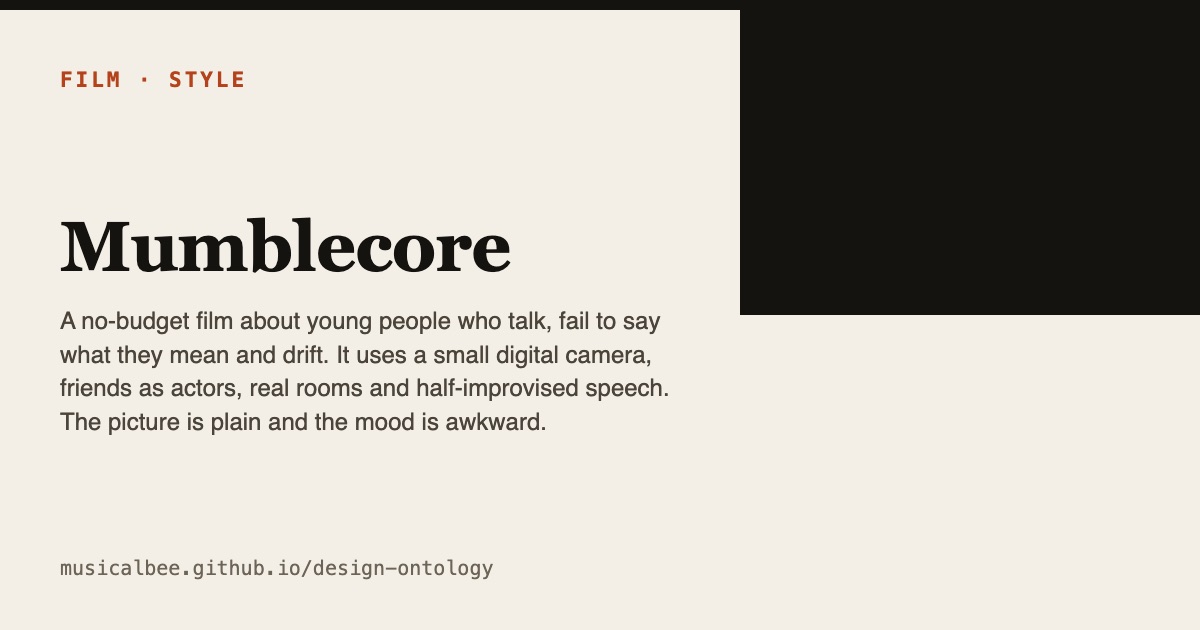 FILM · STYLE
Mumblecore
A no-budget film about young people who talk, fail to say
what they mean and drift. It uses a small digital camera,
friends as actors, real rooms and half-improvised speech.
The picture is plain and the mood is awkward.
musicalbee.github.io/design-ontology